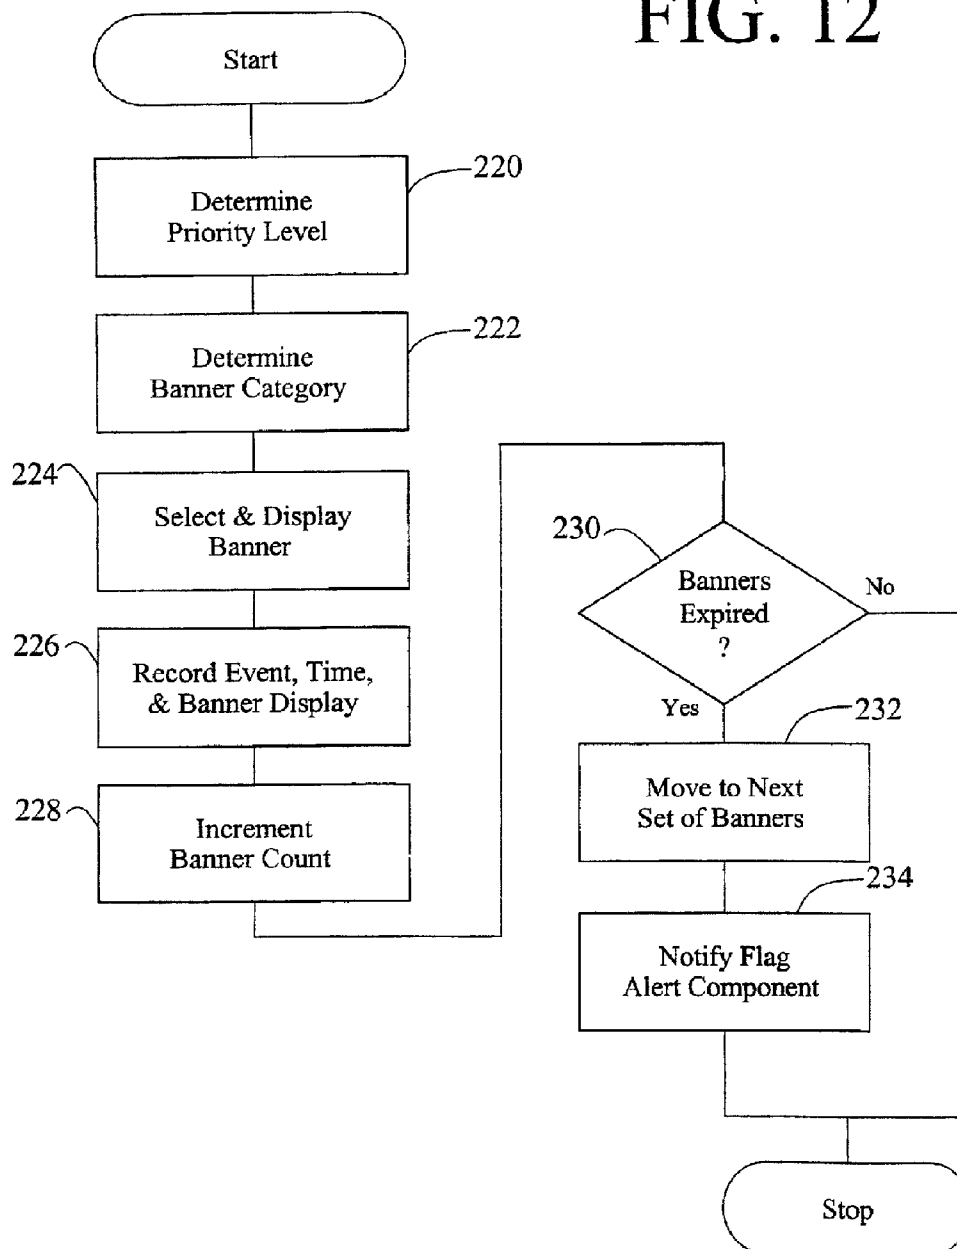 FIG. 12
Start
220
Determine
Priority Level
222
Determine
Banner Category
224
Select & Display
Banner
226
Record Event, Time,
& Banner Display
228
Increment
Banner Count
230
Banners
Expired
?
No
Yes
232
Move to Next
Set of Banners
234
Notify Flag
Alert Component
Stop